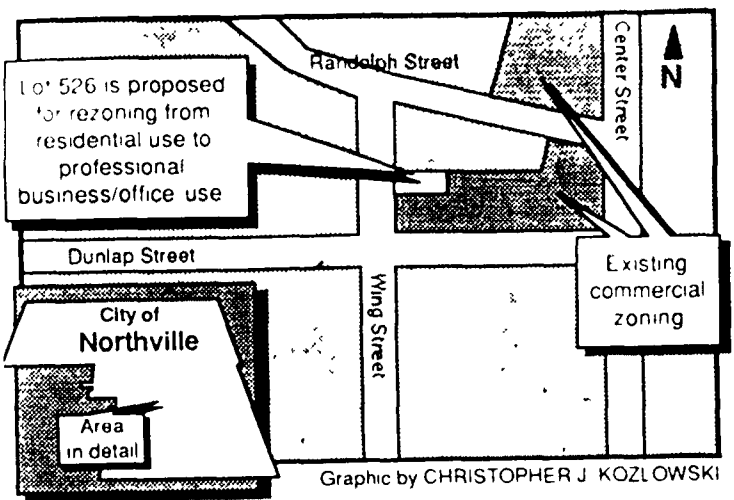 Randolph Street
Center Street
N
Lot 526 is proposed
for rezoning from
residential use to
professional
business/office use
Dunlap Street
Wing Street
Existing
commercial
zoning
City of
Northville
Area
in detail
Graphic by CHRISTOPHER J KOZLOWSKI